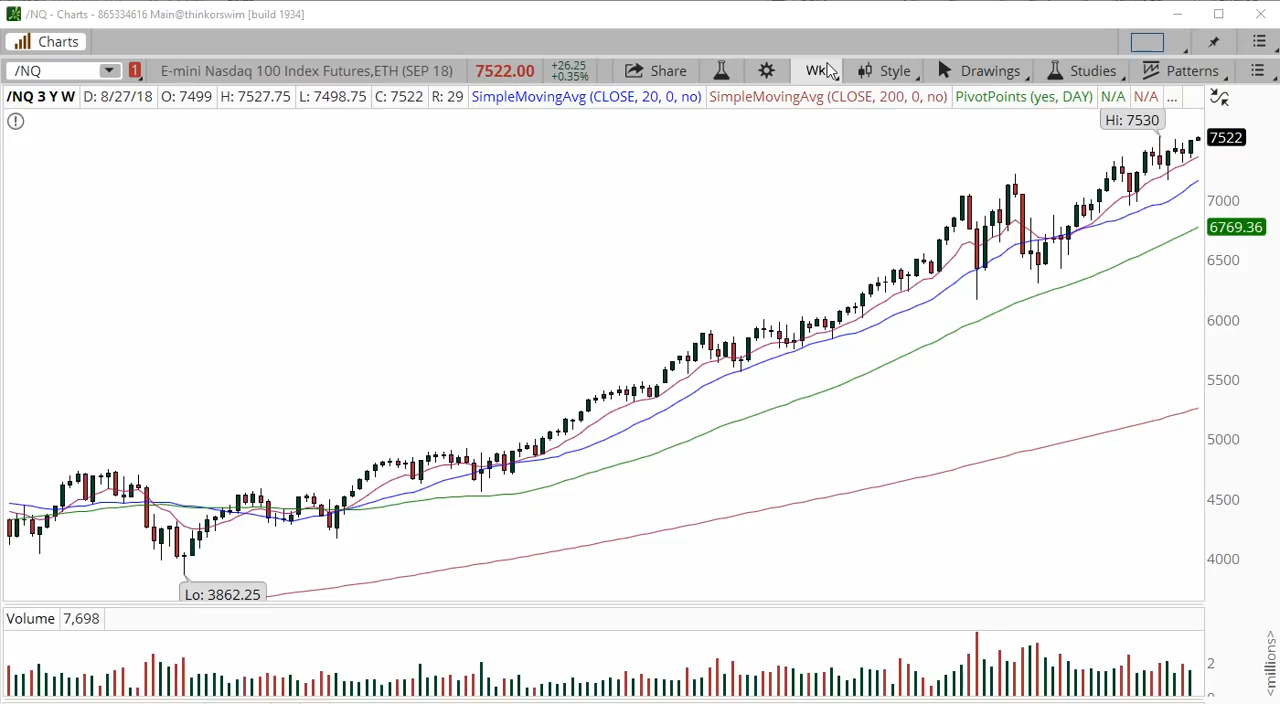 /NQ - Charts - 865334616 Main@thinkorswim [build 1934]
Charts
/NQ 1 E-mini Nasdaq 100 Index Futures,ETH (SEP 18) 7522.00 +26.25 +0.35% Share Wk Style Drawings Studies Patterns
/NQ 3 Y W D: 8/27/18 O: 7499 H: 7527.75 L: 7498.75 C: 7522 R: 29 SimpleMovingAvg (CLOSE, 20, 0, no) SimpleMovingAvg (CLOSE, 200, 0, no) PivotPoints (yes, DAY) N/A N/A ...
Hi: 7530
7522
7000
6769.36
6500
6000
5500
5000
4500
4000
Lo: 3862.25
Volume 7,698
2
0
<millions>